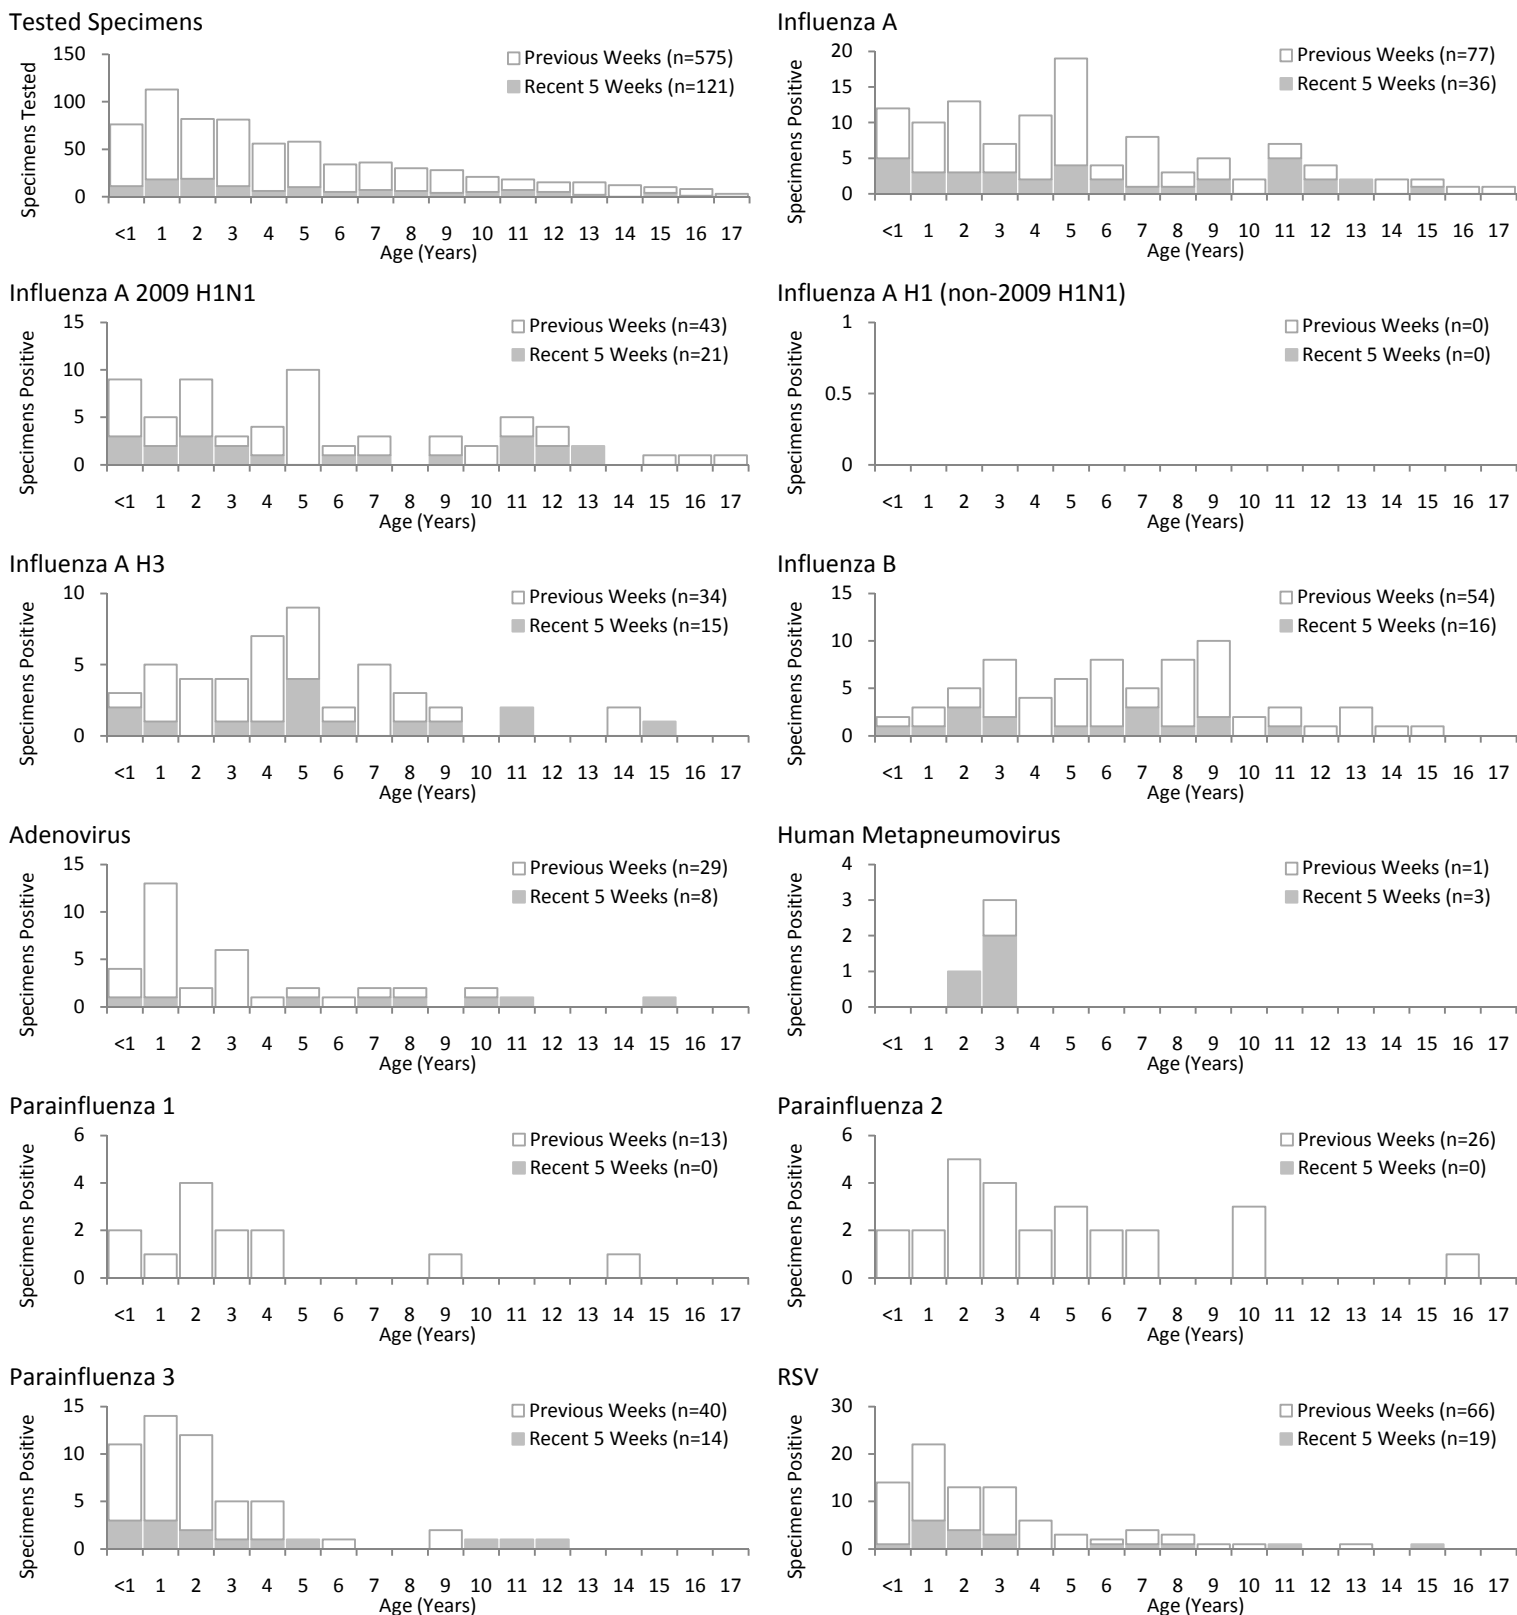 Tested Specimens
150
100
50
0
Specimens Tested
Previous Weeks (n=575)
Recent 5 Weeks (n=121)
<1 1 2 3 4 5 6 7 8 9 10 11 12 13 14 15 16 17
Age (Years)
Influenza A
20
15
10
5
0
Specimens Positive
Previous Weeks (n=77)
Recent 5 Weeks (n=36)
<1 1 2 3 4 5 6 7 8 9 10 11 12 13 14 15 16 17
Age (Years)
Influenza A 2009 H1N1
15
10
5
0
Specimens Positive
Previous Weeks (n=43)
Recent 5 Weeks (n=21)
<1 1 2 3 4 5 6 7 8 9 10 11 12 13 14 15 16 17
Age (Years)
Influenza A H1 (non-2009 H1N1)
1
0.5
0
Specimens Positive
Previous Weeks (n=0)
Recent 5 Weeks (n=0)
<1 1 2 3 4 5 6 7 8 9 10 11 12 13 14 15 16 17
Age (Years)
Influenza A H3
10
5
0
Specimens Positive
Previous Weeks (n=34)
Recent 5 Weeks (n=15)
<1 1 2 3 4 5 6 7 8 9 10 11 12 13 14 15 16 17
Age (Years)
Influenza B
15
10
5
0
Specimens Positive
Previous Weeks (n=54)
Recent 5 Weeks (n=16)
<1 1 2 3 4 5 6 7 8 9 10 11 12 13 14 15 16 17
Age (Years)
Adenovirus
15
10
5
0
Specimens Positive
Previous Weeks (n=29)
Recent 5 Weeks (n=8)
<1 1 2 3 4 5 6 7 8 9 10 11 12 13 14 15 16 17
Age (Years)
Human Metapneumovirus
4
3
2
1
0
Specimens Positive
Previous Weeks (n=1)
Recent 5 Weeks (n=3)
<1 1 2 3 4 5 6 7 8 9 10 11 12 13 14 15 16 17
Age (Years)
Parainfluenza 1
6
4
2
0
Specimens Positive
Previous Weeks (n=13)
Recent 5 Weeks (n=0)
<1 1 2 3 4 5 6 7 8 9 10 11 12 13 14 15 16 17
Age (Years)
Parainfluenza 2
6
4
2
0
Specimens Positive
Previous Weeks (n=26)
Recent 5 Weeks (n=0)
<1 1 2 3 4 5 6 7 8 9 10 11 12 13 14 15 16 17
Age (Years)
Parainfluenza 3
15
10
5
0
Specimens Positive
Previous Weeks (n=40)
Recent 5 Weeks (n=14)
<1 1 2 3 4 5 6 7 8 9 10 11 12 13 14 15 16 17
Age (Years)
RSV
30
20
10
0
Specimens Positive
Previous Weeks (n=66)
Recent 5 Weeks (n=19)
<1 1 2 3 4 5 6 7 8 9 10 11 12 13 14 15 16 17
Age (Years)